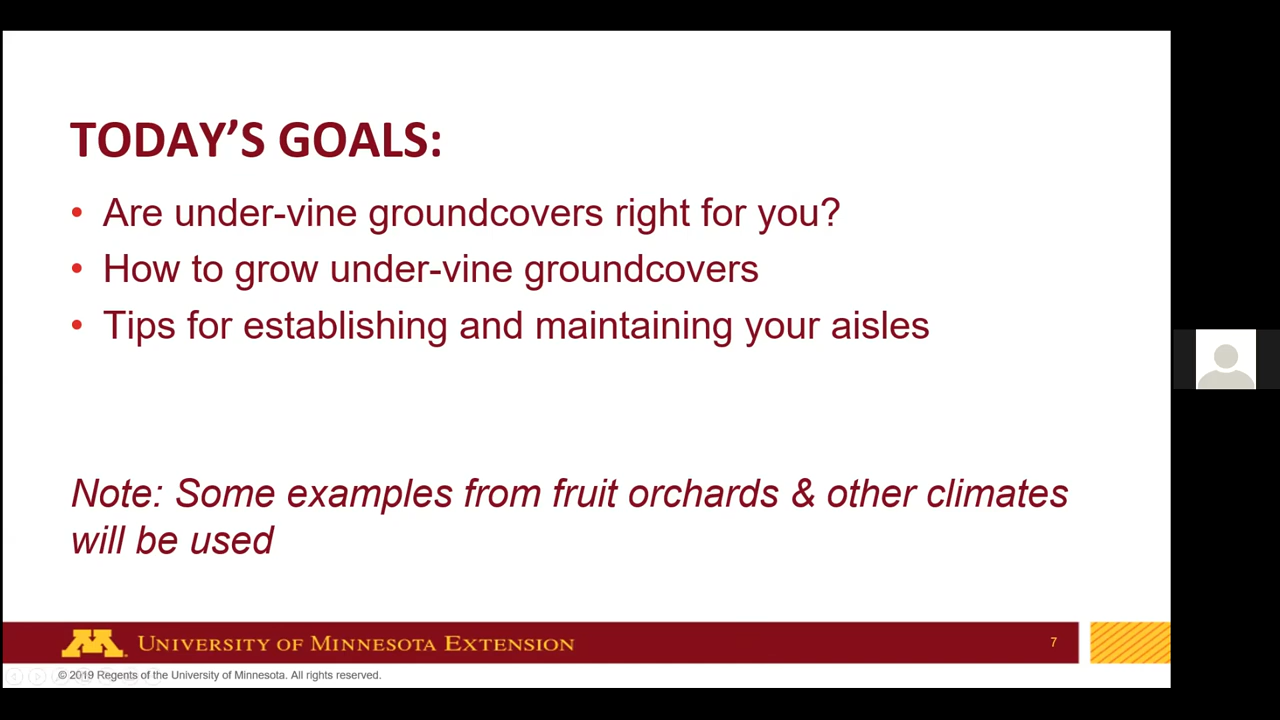 TODAY’S GOALS:
• Are under-vine groundcovers right for you?
• How to grow under-vine groundcovers
• Tips for establishing and maintaining your aisles
Note: Some examples from fruit orchards & other climates
will be used
M
UNIVERSITY OF MINNESOTA EXTENSION
7
© 2019 Regents of the University of Minnesota. All rights reserved.